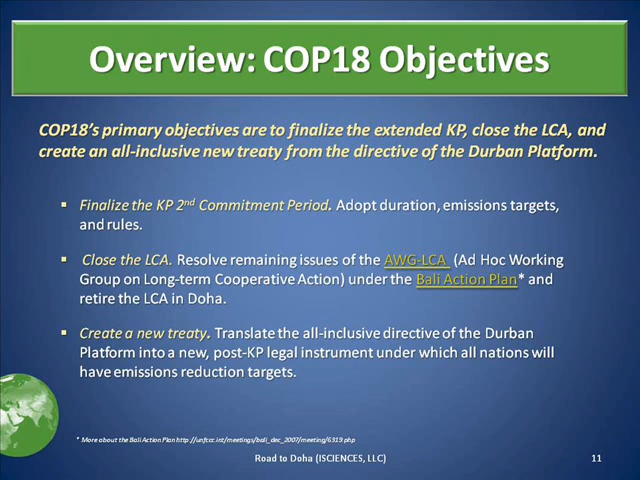 Overview: COP18 Objectives
COP18's primary objectives are to finalize the extended KP, close the LCA, and
create an all-inclusive new treaty from the directive of the Durban Platform.
▪ Finalize the KP 2nd Commitment Period. Adopt duration, emissions targets,
and rules.
▪ Close the LCA. Resolve remaining issues of the AWG-LCA (Ad Hoc Working
Group on Long-term Cooperative Action) under the Bali Action Plan* and
retire the LCA in Doha.
▪ Create a new treaty. Translate the all-inclusive directive of the Durban
Platform into a new, post-KP legal instrument under which all nations will
have emissions reduction targets.
* More about the Bali Action Plan http://unfccc.int/meetings/bali_dec_2007/meeting/6319.php
Road to Doha (ISCIENCES, LLC)
11